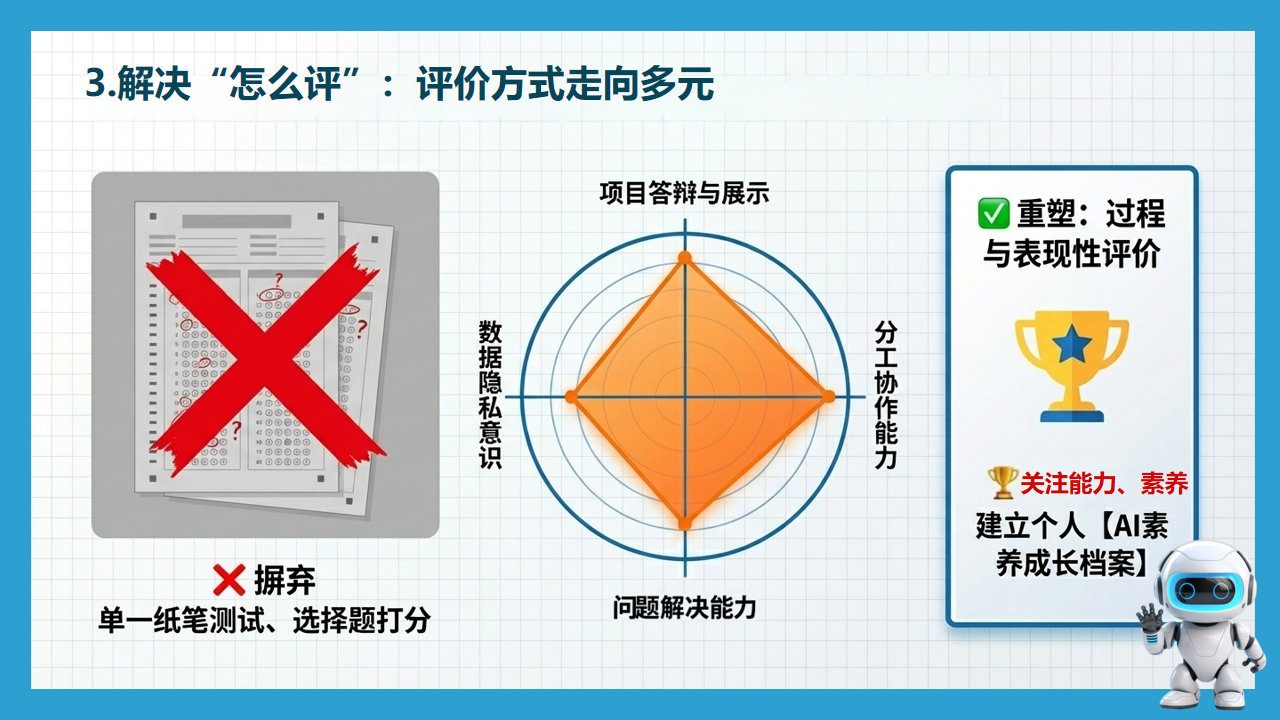 3.解决“怎么评”：评价方式走向多元
❌ 摒弃
单一纸笔测试、选择题打分
项目答辩与展示
数据隐私意识
分工协作能力
问题解决能力
✅ 重塑：过程
与表现性评价
🏆关注能力、素养
建立个人【AI素
养成长档案】